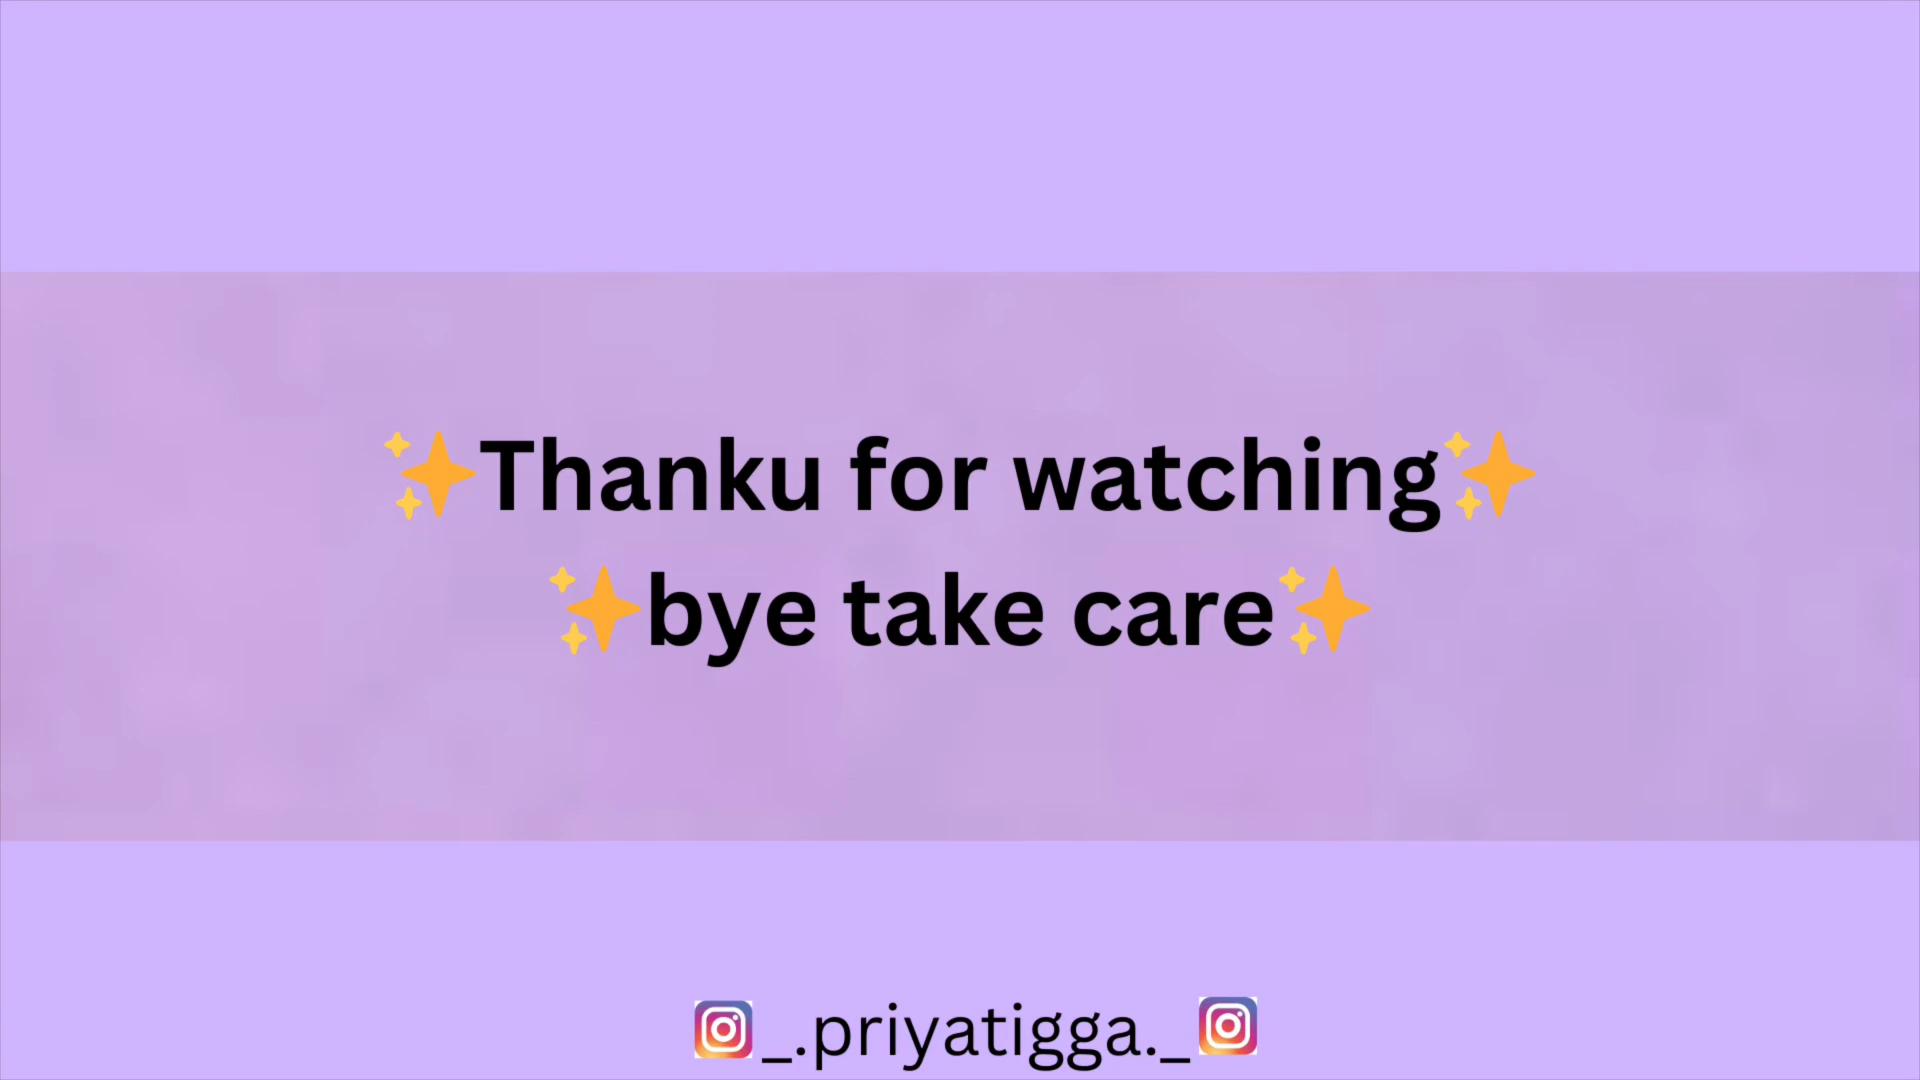 ✨Thanku for watching✨
✨bye take care✨
_.priyatigga._